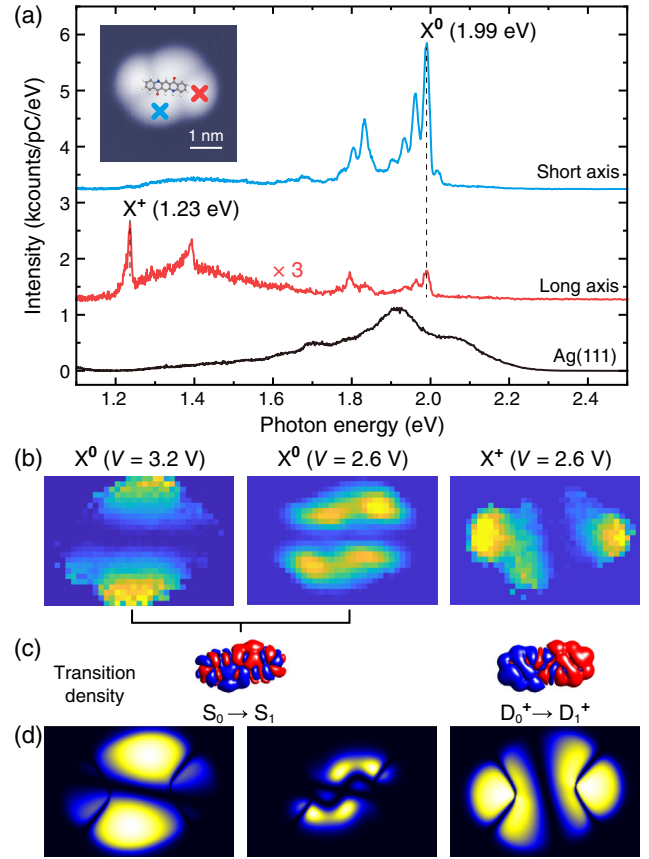 (a)
X⁰ (1.99 eV)
1 nm
Short axis
X⁺ (1.23 eV)
× 3
Long axis
Ag(111)
Intensity (kcounts/pC/eV)
6
5
4
3
2
1
0
1.2 1.4 1.6 1.8 2.0 2.2 2.4
Photon energy (eV)
(b)
X⁰ (V = 3.2 V) X⁰ (V = 2.6 V) X⁺ (V = 2.6 V)
(c)
Transition
density
S₀→ S₁ D₀⁺→ D₁⁺
(d)